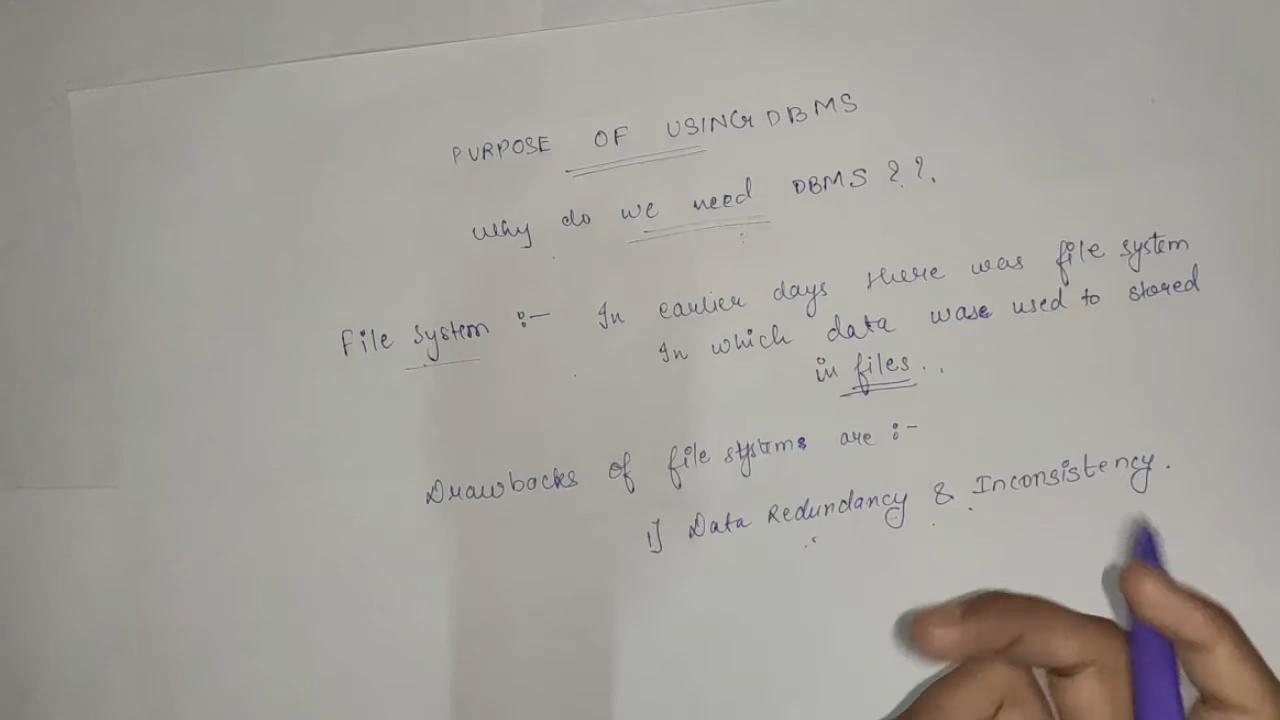 PURPOSE OF USING DBMS
Why do we need DBMS ??.
File System :- In earlier days there was file system
In which data wase used to stored
in files..
Drawbacks of file systems are :-
1] Data Redundancy & Inconsistency.